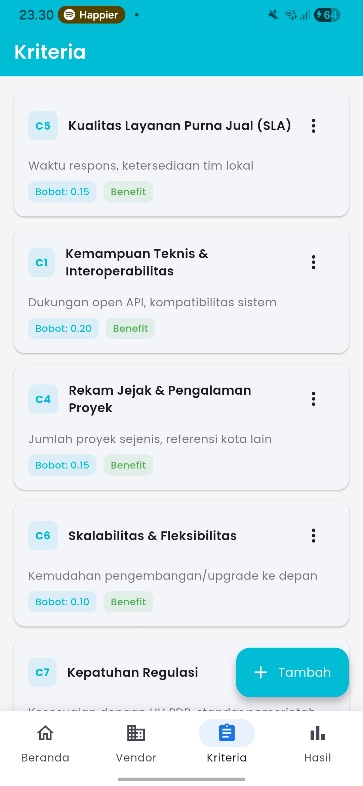 23.30 Happier 64
Kriteria
C5 Kualitas Layanan Purna Jual (SLA)
Waktu respons, ketersediaan tim lokal
Bobot: 0.15 Benefit
C1 Kemampuan Teknis &
Interoperabilitas
Dukungan open API, kompatibilitas sistem
Bobot: 0.20 Benefit
C4 Rekam Jejak & Pengalaman
Proyek
Jumlah proyek sejenis, referensi kota lain
Bobot: 0.15 Benefit
C6 Skalabilitas & Fleksibilitas
Kemudahan pengembangan/upgrade ke depan
Bobot: 0.10 Benefit
C7 Kepatuhan Regulasi
+ Tambah
Beranda Vendor Kriteria Hasil